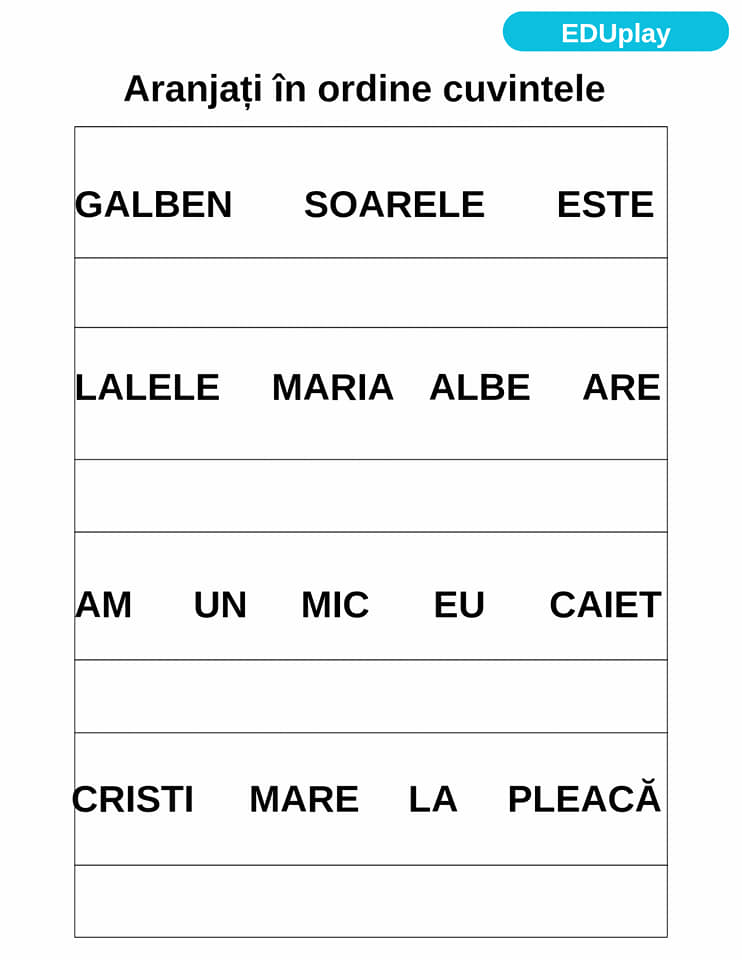 EDUplay
Aranjați în ordine cuvintele
GALBEN SOARELE ESTE
LALELE MARIA ALBE ARE
AM UN MIC EU CAIET
CRISTI MARE LA PLEACĂ